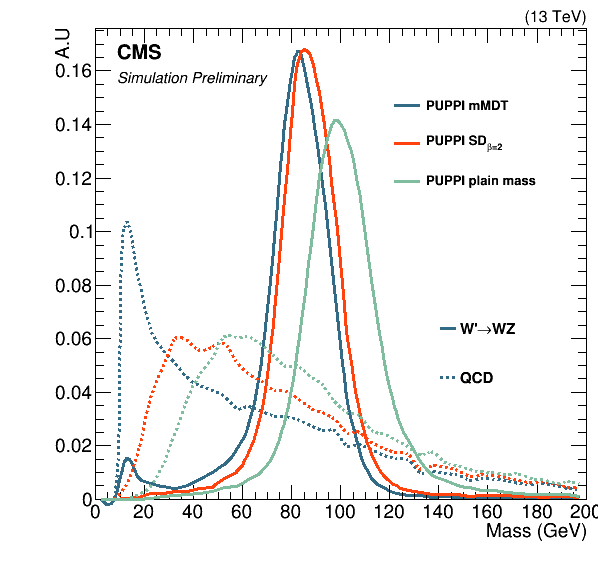 (13 TeV)
A.U
CMS
Simulation Preliminary
PUPPI mMDT
PUPPI SDβ=2
PUPPI plain mass
W'→WZ
QCD
0.16
0.14
0.12
0.1
0.08
0.06
0.04
0.02
0
0 20 40 60 80 100 120 140 160 180 200
Mass (GeV)